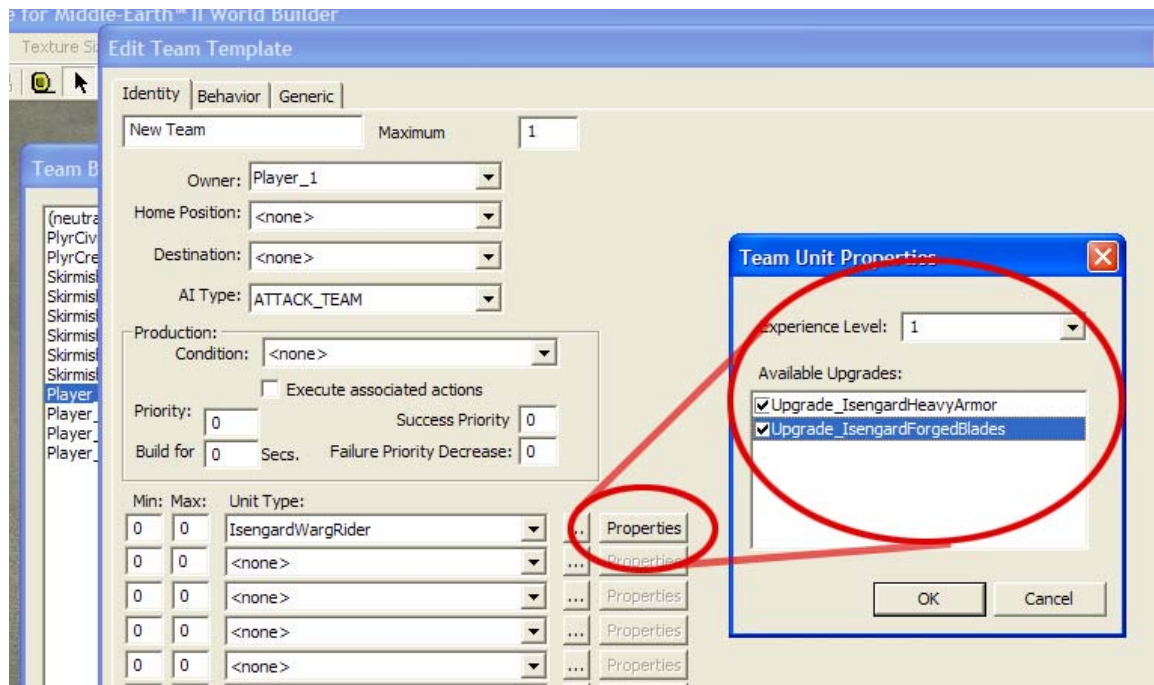 e for Middle-Earth™ II World Builder
Texture Si
Edit Team Template
Identity Behavior Generic
New Team Maximum 1
Team B
Owner: Player_1
Home Position: <none>
Destination: <none>
AI Type: ATTACK_TEAM
(neutra
PlyrCiv
PlyrCre
Skirmis
Skirmis
Skirmis
Skirmis
Skirmis
Skirmis
Player_
Player_
Player_
Player_
Production:
Condition: <none>
Execute associated actions
Priority: 0 Success Priority 0
Build for 0 Secs. Failure Priority Decrease: 0
Min: Max: Unit Type:
0 0 IsengardWargRider ... Properties
0 0 <none> ... Properties
0 0 <none> ... Properties
0 0 <none> ... Properties
0 0 <none> ... Properties
Team Unit Properties
Experience Level: 1
Available Upgrades:
Upgrade_IsengardHeavyArmor
Upgrade_IsengardForgedBlades
OK Cancel